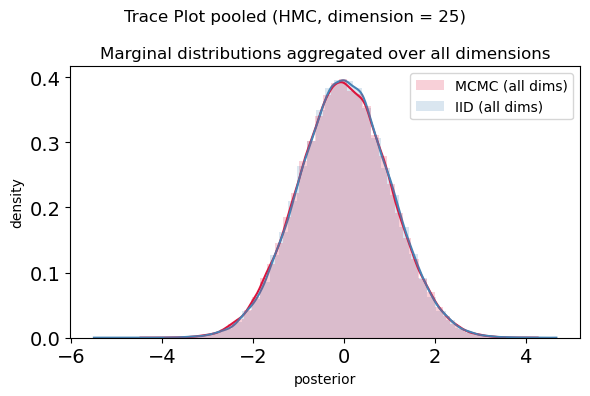 Trace Plot pooled (HMC, dimension = 25)
Marginal distributions aggregated over all dimensions
MCMC (all dims)
IID (all dims)
density
0.4
0.3
0.2
0.1
0.0
−6 −4 −2 0 2 4
posterior